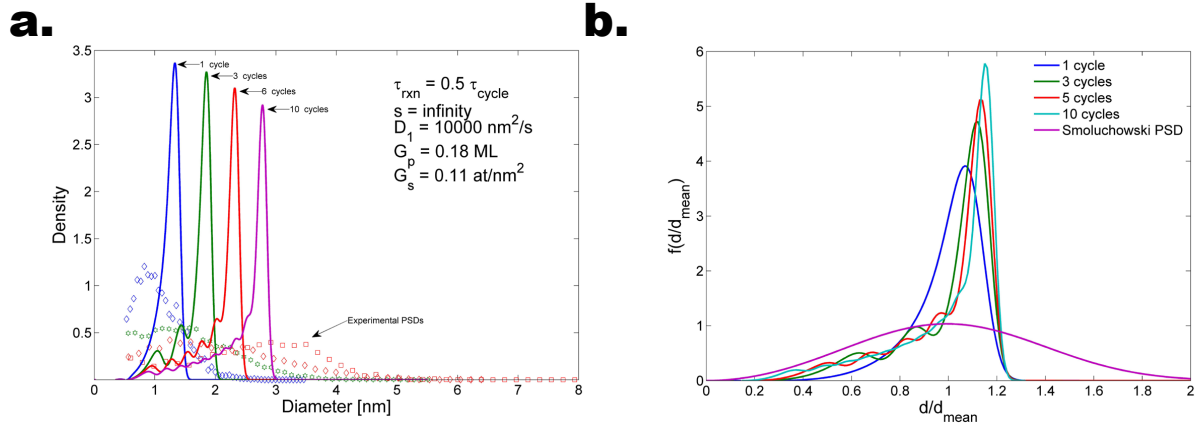 a.
3.5
3
2.5
2
1.5
1
0.5
Density
0 1 2 3 4 5 6 7 8
Diameter [nm]
1 cycle
3 cycles
6 cycles
10 cycles
τrxn = 0.5 τcycle
s = infinity
D1 = 10000 nm²/s
Gp = 0.18 ML
Gs = 0.11 at/nm²
Experimental PSDs
b.
6
5
4
3
2
1
0
f(d/dmean)
0 0.2 0.4 0.6 0.8 1 1.2 1.4 1.6 1.8 2
d/dmean
1 cycle
3 cycles
5 cycles
10 cycles
Smoluchowski PSD